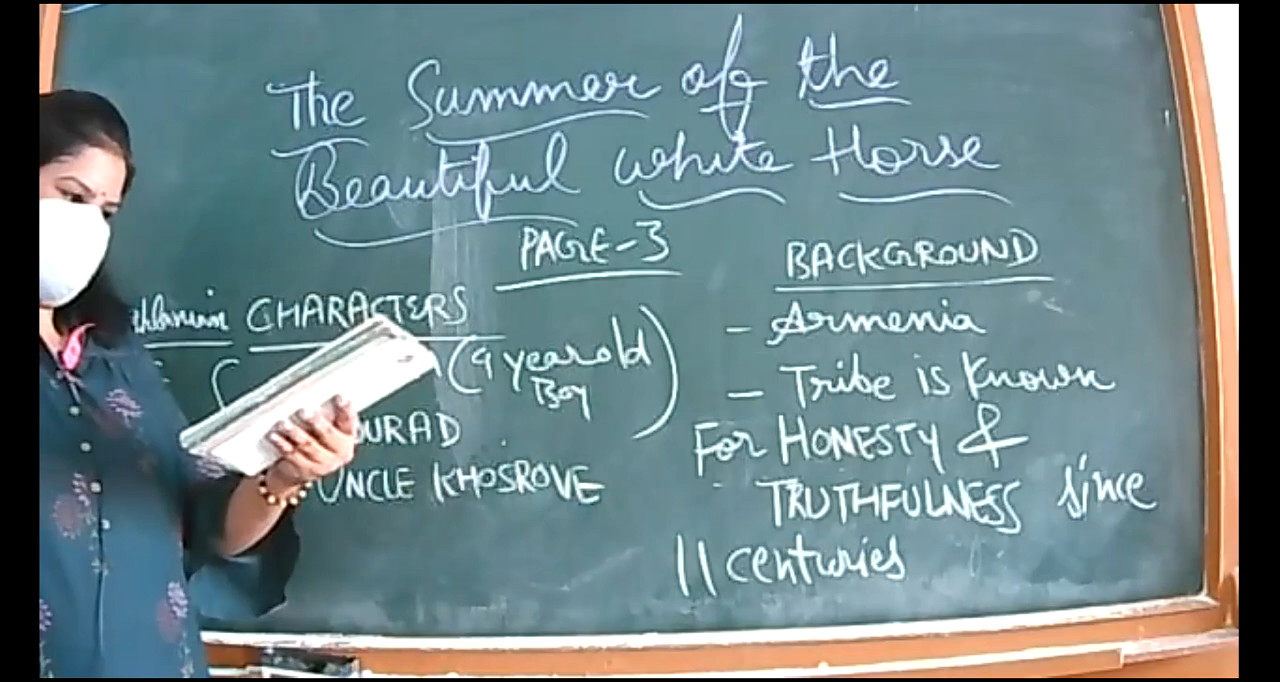 The Summer of the
Beautiful white Horse
PAGE-3
CHARACTERS
(9 year old
Boy
OURAD
UNCLE KHOSROVE
BACKGROUND
- Armenia
- Tribe is known
For HONESTY &
TRUTHFULNESS since
11 centuries